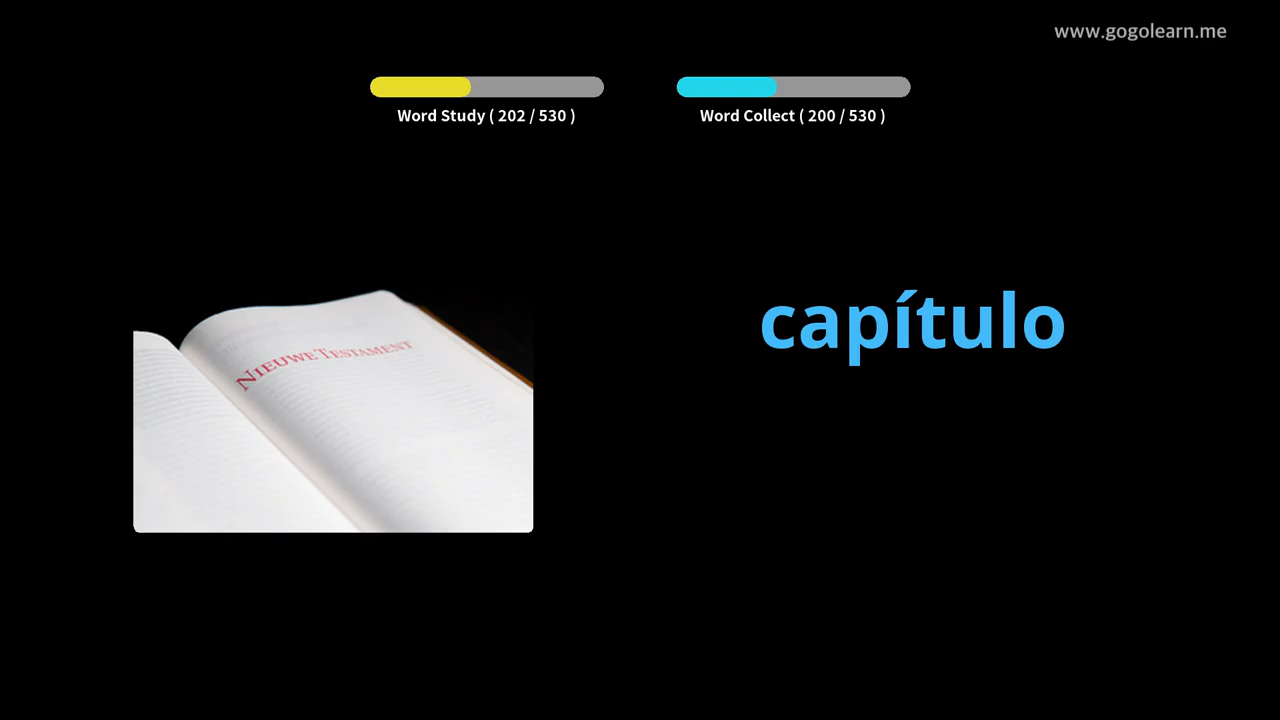 www.gogolearn.me
Word Study ( 202 / 530 )
Word Collect ( 200 / 530 )
capítulo
NIEUWE TESTAMENT